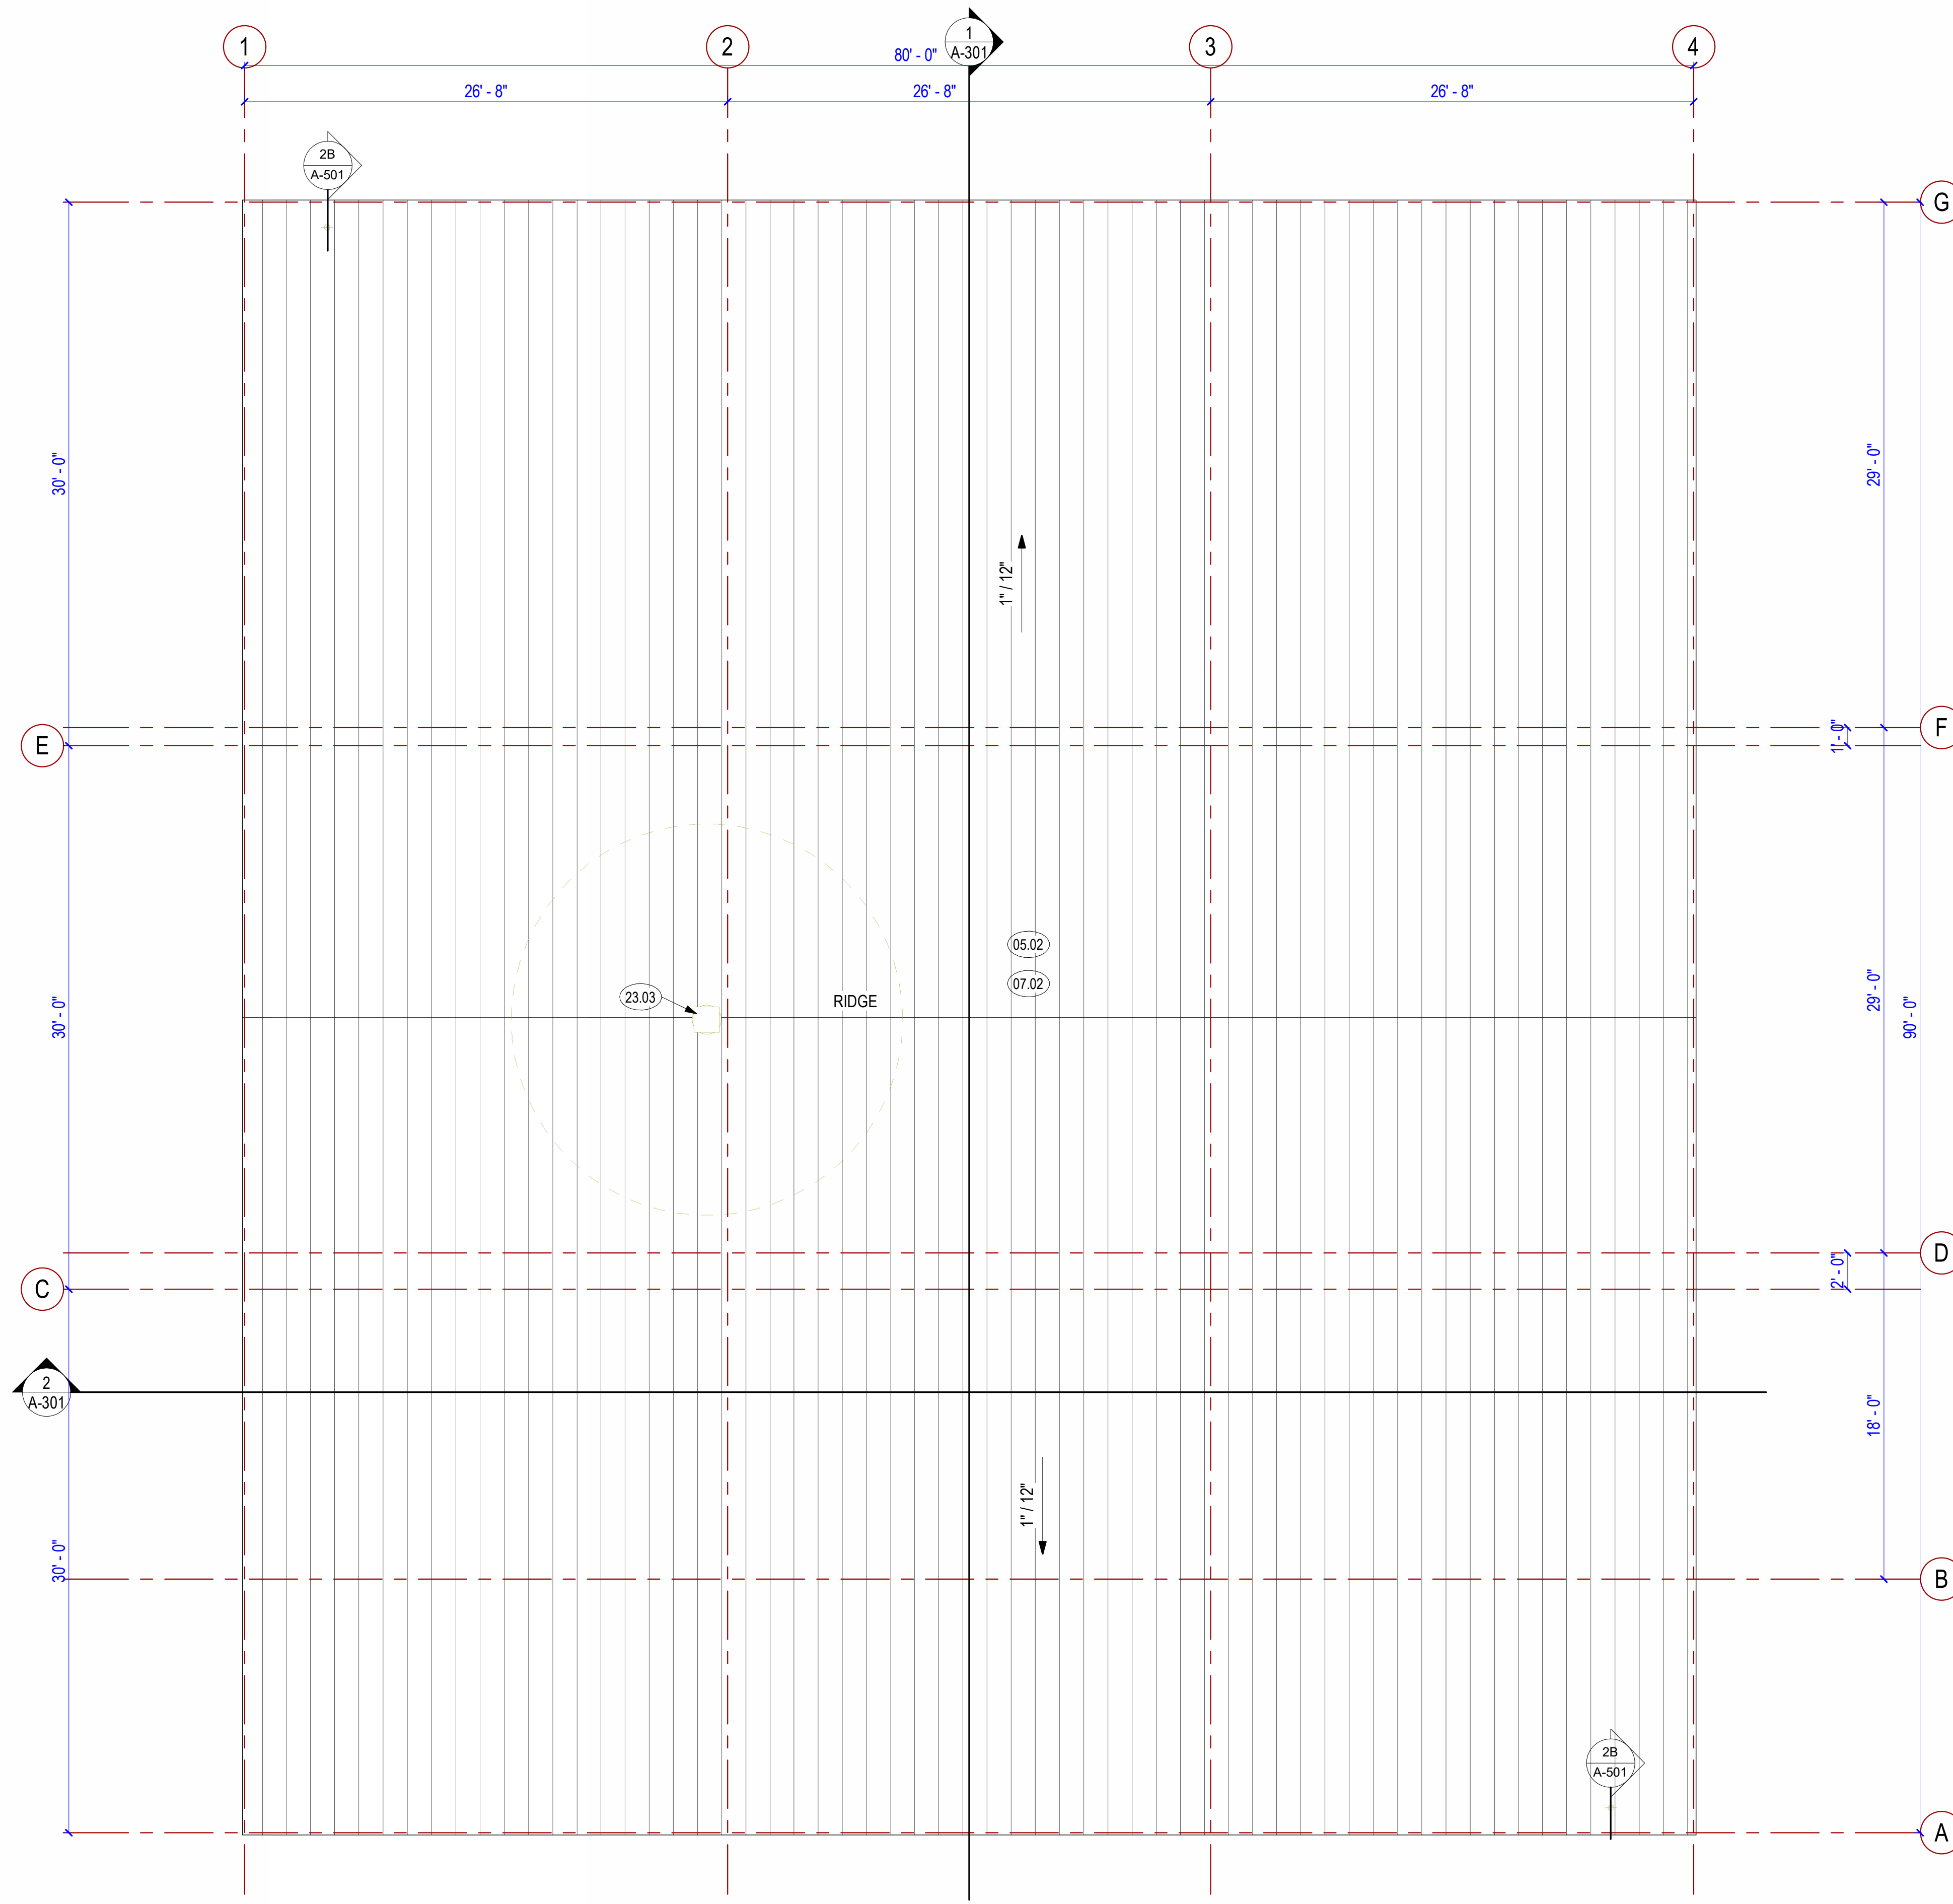 1
2
1
A-301
3
4
80' - 0"
26' - 8"
26' - 8"
26' - 8"
2B
A-501
G
30' - 0"
29' - 0"
1" / 12"
E
F
1' - 0"
05.02
07.02
23.03
RIDGE
30' - 0"
29' - 0"
90' - 0"
D
2' - 0"
C
2
A-301
18' - 0"
1" / 12"
30' - 0"
B
2B
A-501
A